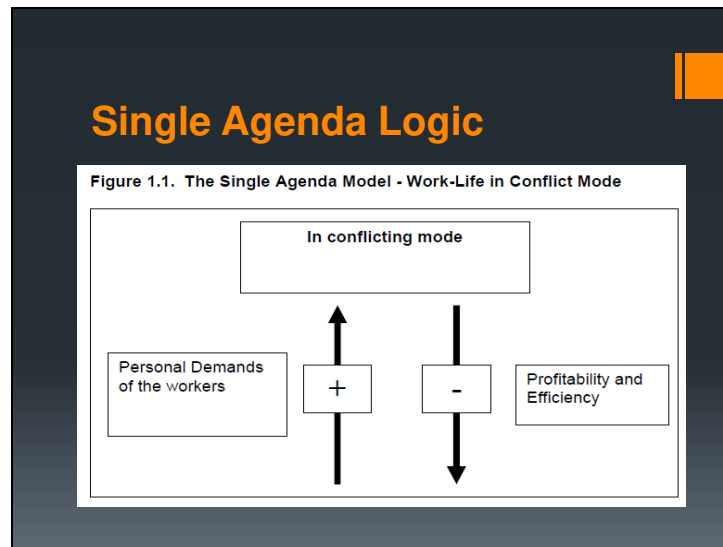 Single Agenda Logic
Figure 1.1. The Single Agenda Model - Work-Life in Conflict Mode
In conflicting mode
Personal Demands
of the workers
+
-
Profitability and
Efficiency